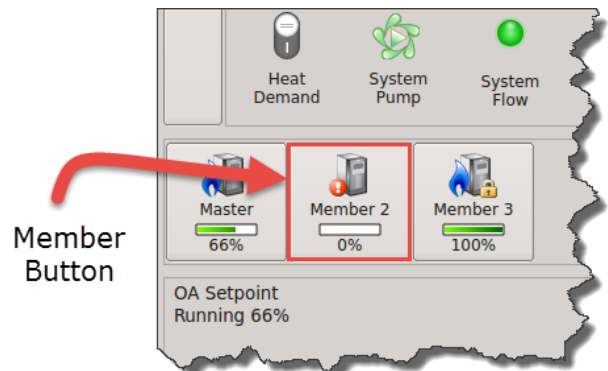 Heat
Demand
System
Pump
System
Flow
Master
66%
Member 2
0%
Member 3
100%
Member
Button
OA Setpoint
Running 66%